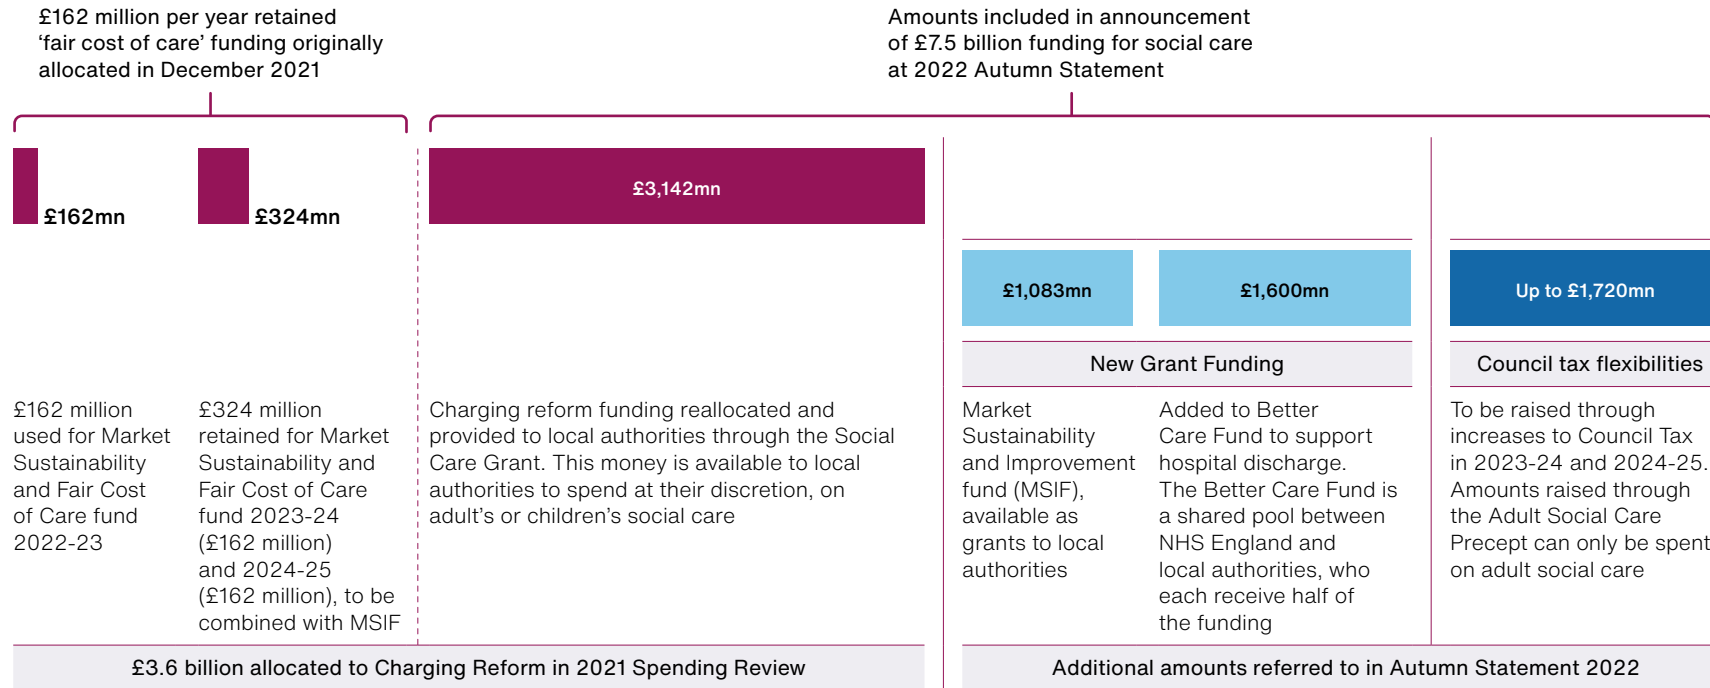 £162 million per year retained
‘fair cost of care’ funding originally
allocated in December 2021
Amounts included in announcement
of £7.5 billion funding for social care
at 2022 Autumn Statement
£162mn
£324mn
£3,142mn
£1,083mn
£1,600mn
Up to £1,720mn
New Grant Funding
Council tax flexibilities
£162 million
used for Market
Sustainability
and Fair Cost
of Care fund
2022-23
£324 million
retained for Market
Sustainability and
Fair Cost of Care
fund 2023-24
(£162 million)
and 2024-25
(£162 million), to be
combined with MSIF
Charging reform funding reallocated and
provided to local authorities through the Social
Care Grant. This money is available to local
authorities to spend at their discretion, on
adult’s or children’s social care
Market
Sustainability
and Improvement
fund (MSIF),
available as
grants to local
authorities
Added to Better
Care Fund to support
hospital discharge.
The Better Care Fund is
a shared pool between
NHS England and
local authorities, who
each receive half of
the funding
To be raised through
increases to Council Tax
in 2023-24 and 2024-25.
Amounts raised through
the Adult Social Care
Precept can only be spent
on adult social care
£3.6 billion allocated to Charging Reform in 2021 Spending Review
Additional amounts referred to in Autumn Statement 2022